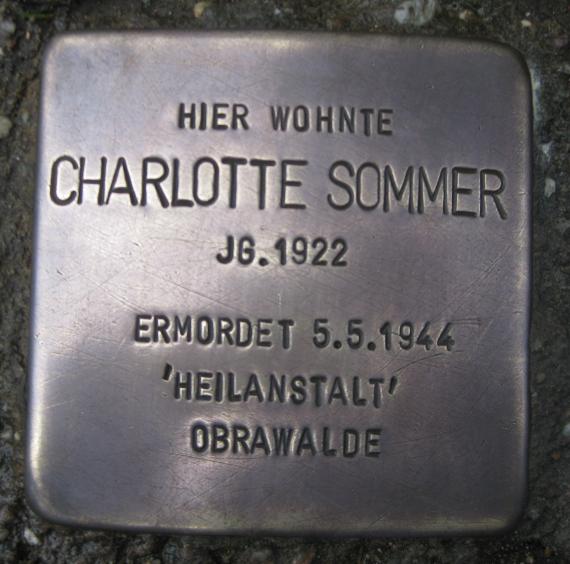 HIER WOHNTE
CHARLOTTE SOMMER
JG.1922
ERMORDET 5.5.1944
'HEILANSTALT'
OBRAWALDE